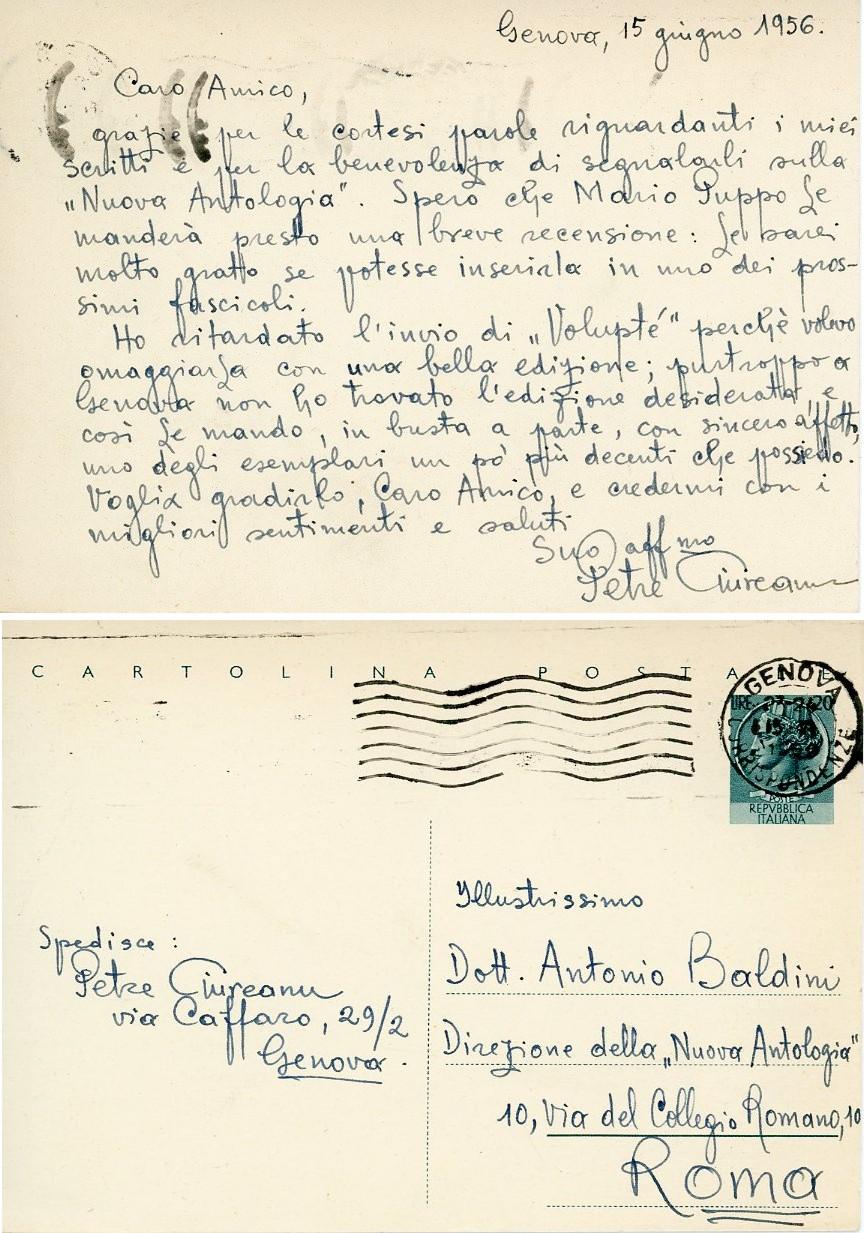 Genova, 15 giugno 1956.
Caro Amico,
grazie per le cortesi parole riguardanti i miei
scritti e per la benevolenza di segnalarli sulla
„Nuova Antologia". Spero che Mario Puppo Le
manderà presto una breve recensione: Le sarei
molto gratto se potesse inserirla in uno dei pros-
simi fascicoli.
Ho ritardato l'invio di „Volupté" perchè volevo
omaggiarLa con una bella edizione; purtroppo a
Genova non ho trovato l'edizione desiderata, e
così Le mando, in busta a parte, con sincero affetto,
uno degli esemplari un pò più decenti che possiedo.
Voglia gradirlo, Caro Amico, e credermi con i
migliori sentimenti e saluti
Suo affmo
Petre Ciureanu
CARTOLINA POSTALE
GENOVA
CORRISPONDENZE
LIRE 20
POSTE
REPVBBLICA
ITALIANA
Spedisce:
Petre Ciureanu
via Caffaro, 29/2
Genova.
Illustrissimo
Dott. Antonio Baldini
Direzione della „Nuova Antologia"
10, Via del Collegio Romano, 10
Roma